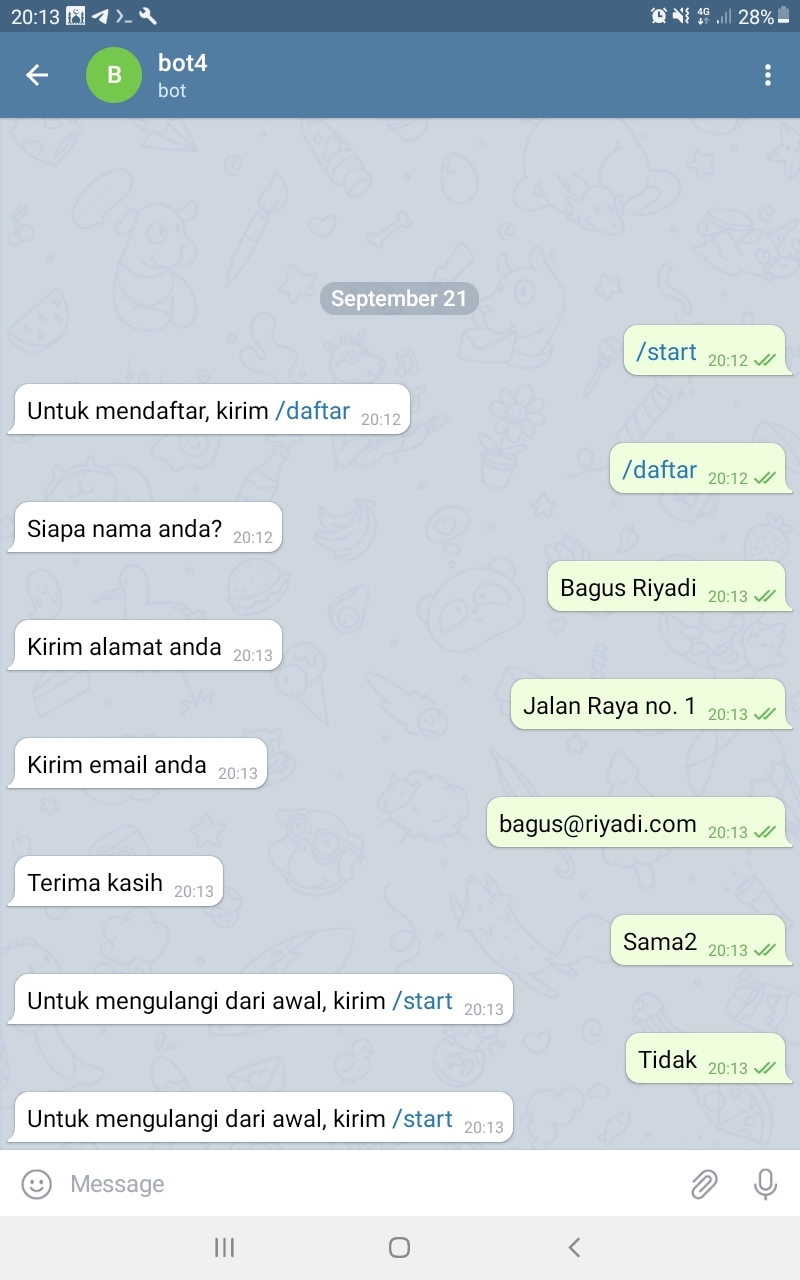 20:13 4G 28%
B
bot4
bot
September 21
/start 20:12
Untuk mendaftar, kirim /daftar 20:12
/daftar 20:12
Siapa nama anda? 20:12
Bagus Riyadi 20:13
Kirim alamat anda 20:13
Jalan Raya no. 1 20:13
Kirim email anda 20:13
bagus@riyadi.com 20:13
Terima kasih 20:13
Sama2 20:13
Untuk mengulangi dari awal, kirim /start 20:13
Tidak 20:13
Untuk mengulangi dari awal, kirim /start 20:13
Message